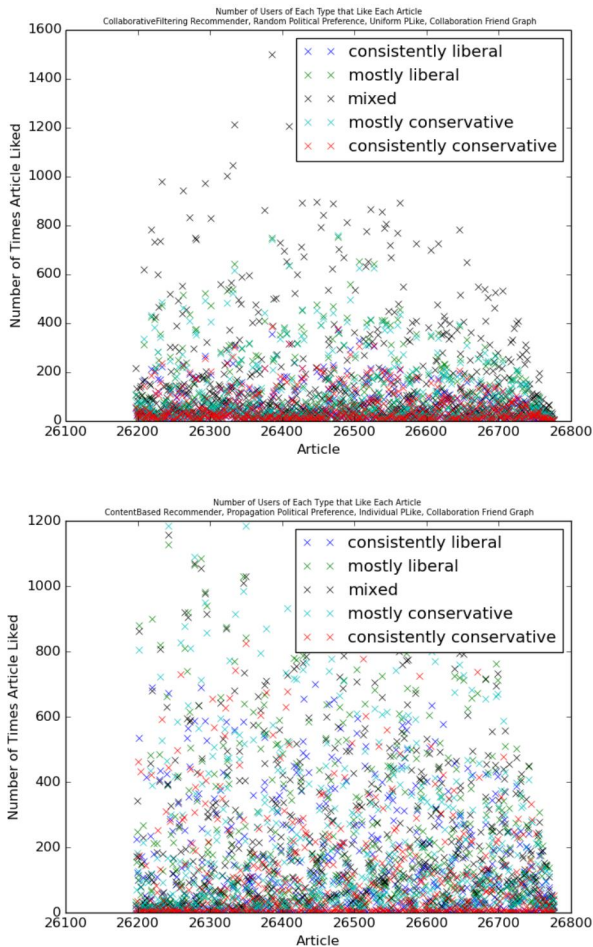 Number of Users of Each Type that Like Each Article
CollaborativeFiltering Recommender, Random Political Preference, Uniform PLike, Collaboration Friend Graph
1600
1400
1200
1000
800
600
400
200
0
Number of Times Article Liked
consistently liberal
mostly liberal
mixed
mostly conservative
consistently conservative
26100 26200 26300 26400 26500 26600 26700 26800
Article
Number of Users of Each Type that Like Each Article
ContentBased Recommender, Propagation Political Preference, Individual PLike, Collaboration Friend Graph
1200
1000
800
600
400
200
0
Number of Times Article Liked
consistently liberal
mostly liberal
mixed
mostly conservative
consistently conservative
26100 26200 26300 26400 26500 26600 26700 26800
Article